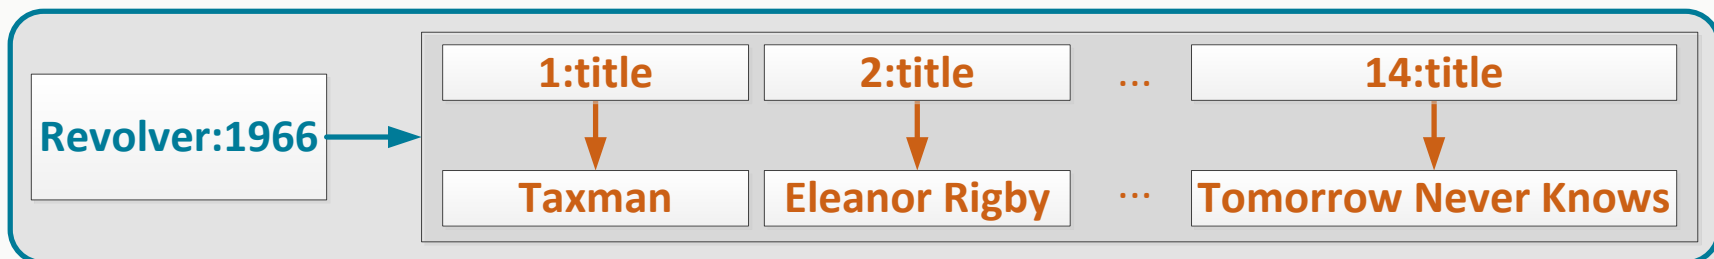 Revolver:1966
1:title 2:title ... 14:title
Taxman Eleanor Rigby ... Tomorrow Never Knows